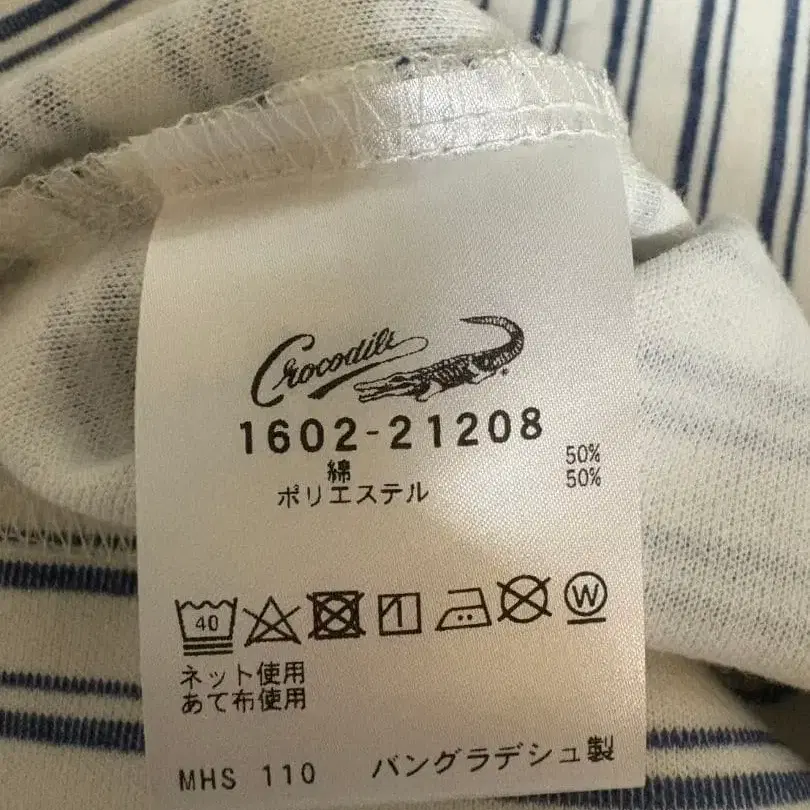 Crocodile
1602-21208
綿 50%
ポリエステル 50%
40 W
ネット使用
あて布使用
MHS 110 バングラデシュ製